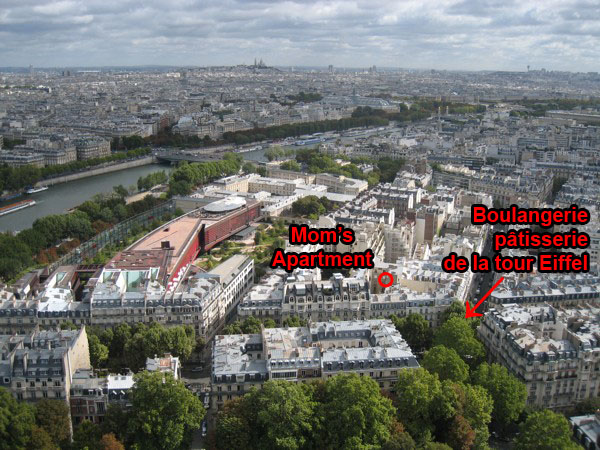 Mom's
Apartment
Boulangerie
pâtisserie
de la tour Eiffel